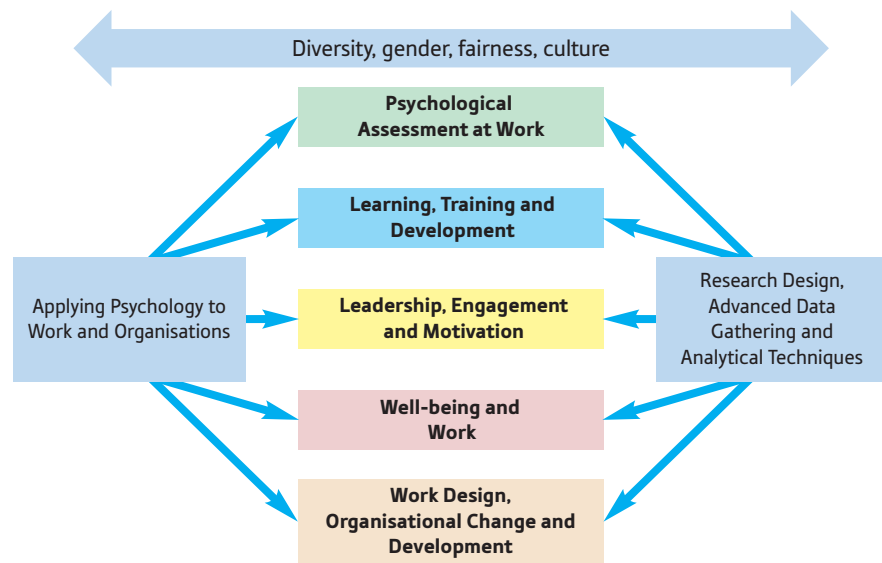 Diversity, gender, fairness, culture
Psychological
Assessment at Work
Learning, Training and
Development
Applying Psychology to
Work and Organisations
Leadership, Engagement
and Motivation
Research Design,
Advanced Data
Gathering and
Analytical Techniques
Well-being and
Work
Work Design,
Organisational Change and
Development